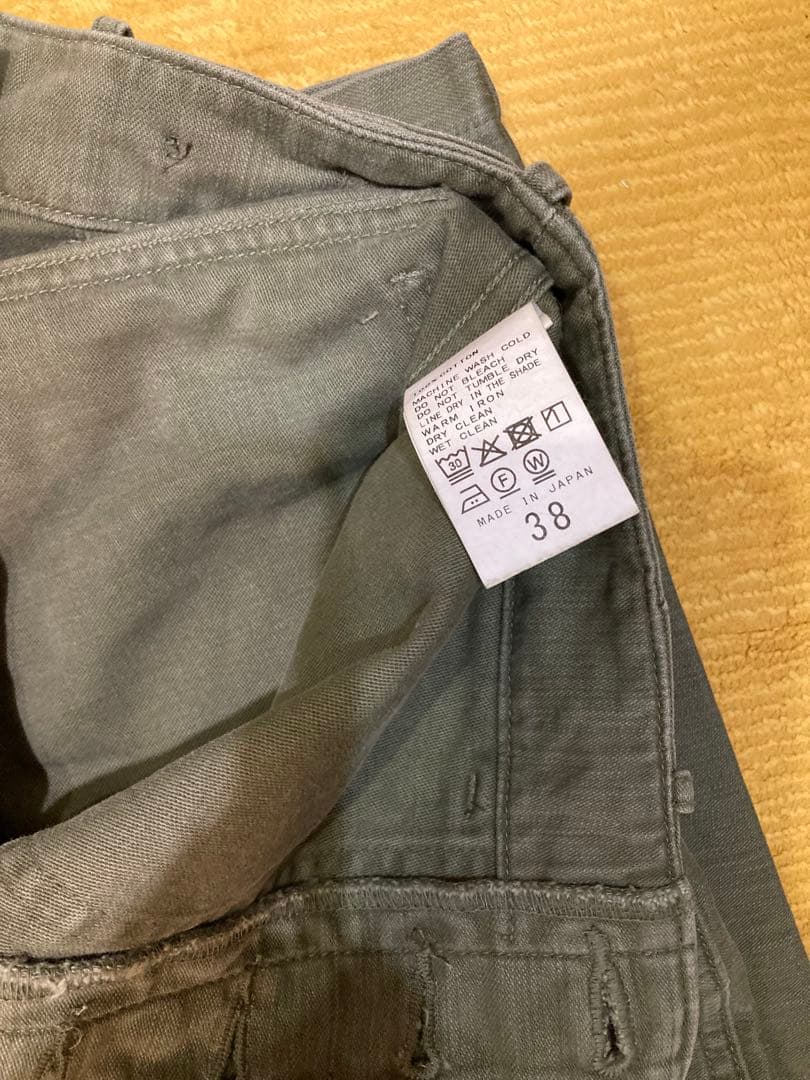 100% COTTON
MACHINE WASH COLD
DO NOT BLEACH
DO NOT TUMBLE DRY
LINE DRY IN THE SHADE
WARM IRON
DRY CLEAN
WET CLEAN
30
F W
MADE IN JAPAN
38